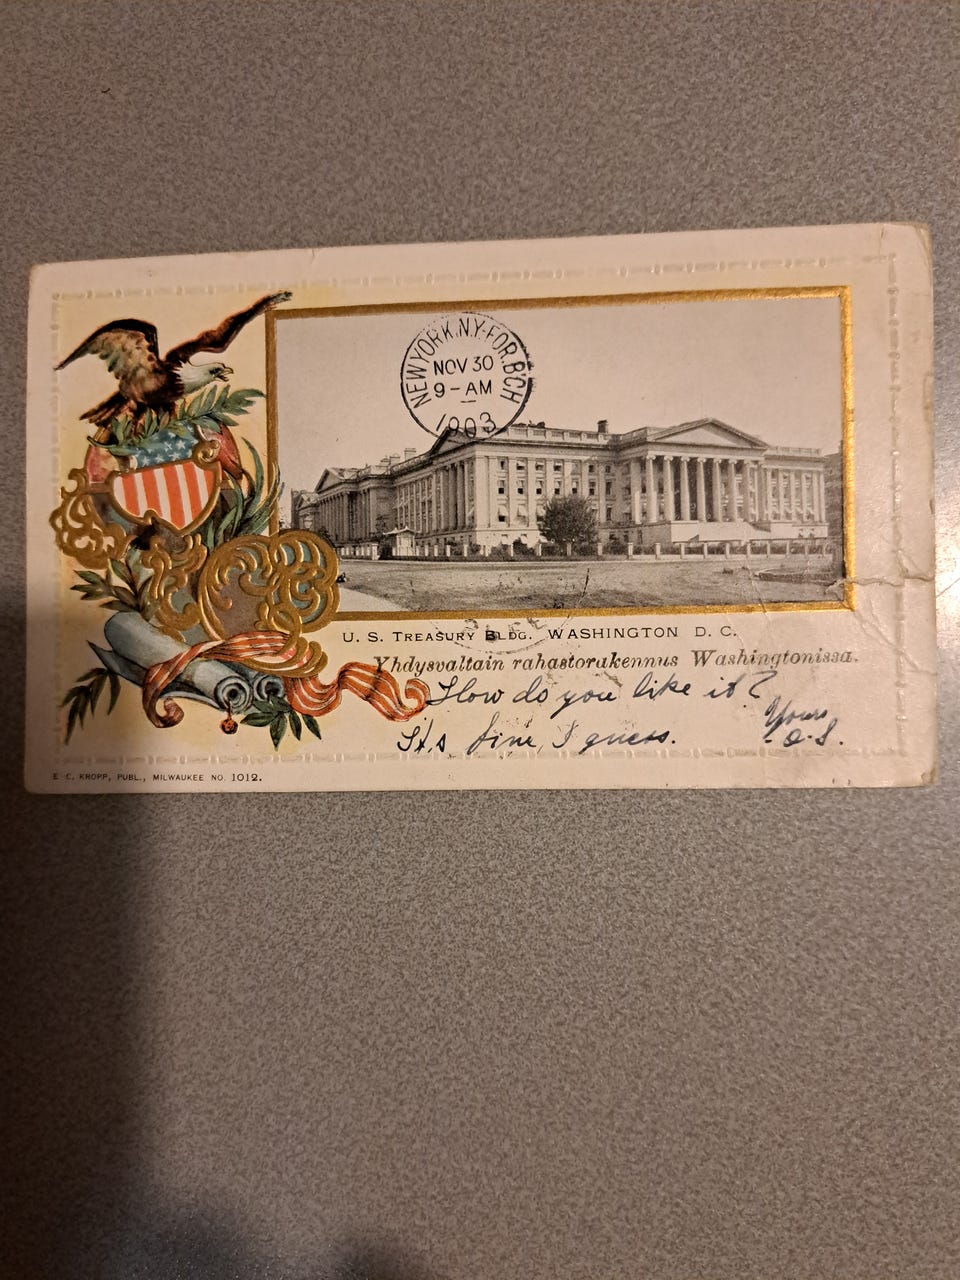 NEW YORK, N.Y.-FOR. B'CH
NOV 30
9-AM
1903
U. S. TREASURY BLDG. WASHINGTON D. C.
Yhdysvaltain rahastorakennus Washingtonissa.
How do you like it?
It,s fine, I guess.
Yours
E. C. KROPP, PUBL., MILWAUKEE NO. 1012.